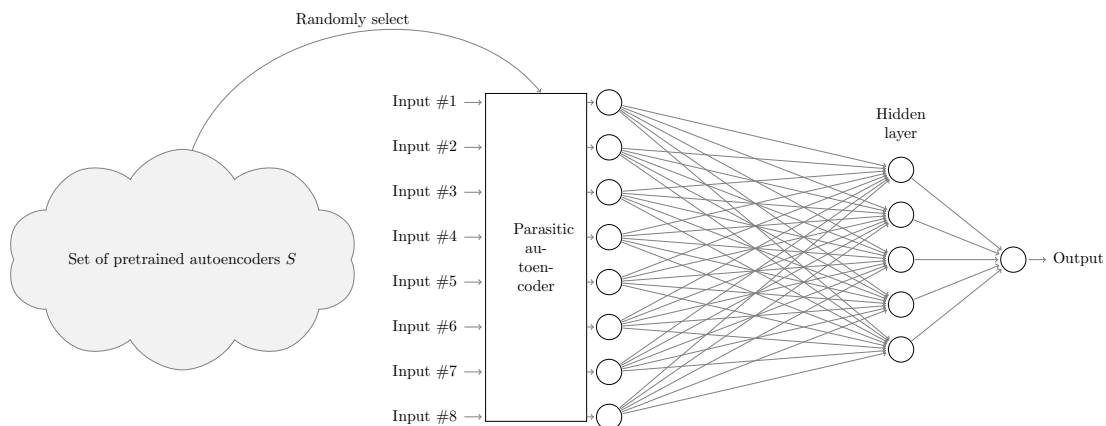 Randomly select
Set of pretrained autoencoders S
Input #1
Input #2
Input #3
Input #4
Input #5
Input #6
Input #7
Input #8
Parasitic
au-
toen-
coder
Hidden
layer
Output